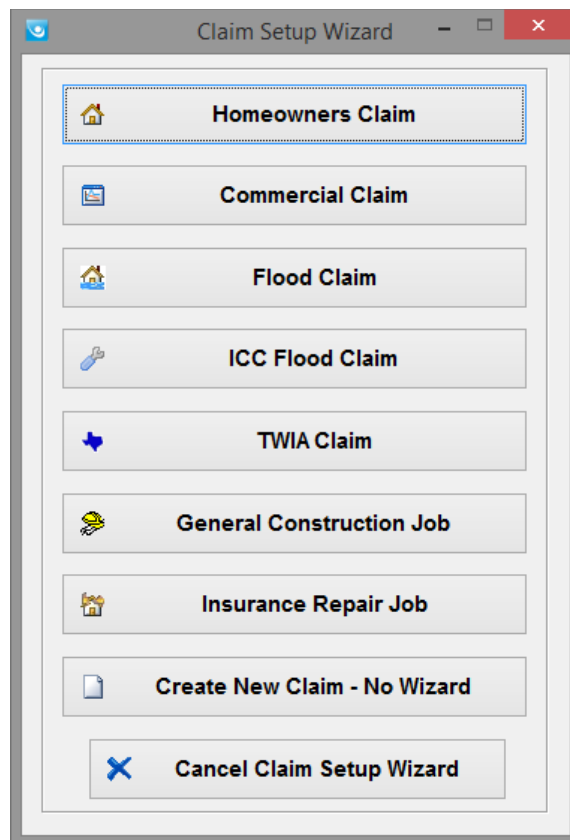 Claim Setup Wizard
Homeowners Claim
Commercial Claim
Flood Claim
ICC Flood Claim
TWIA Claim
General Construction Job
Insurance Repair Job
Create New Claim - No Wizard
Cancel Claim Setup Wizard